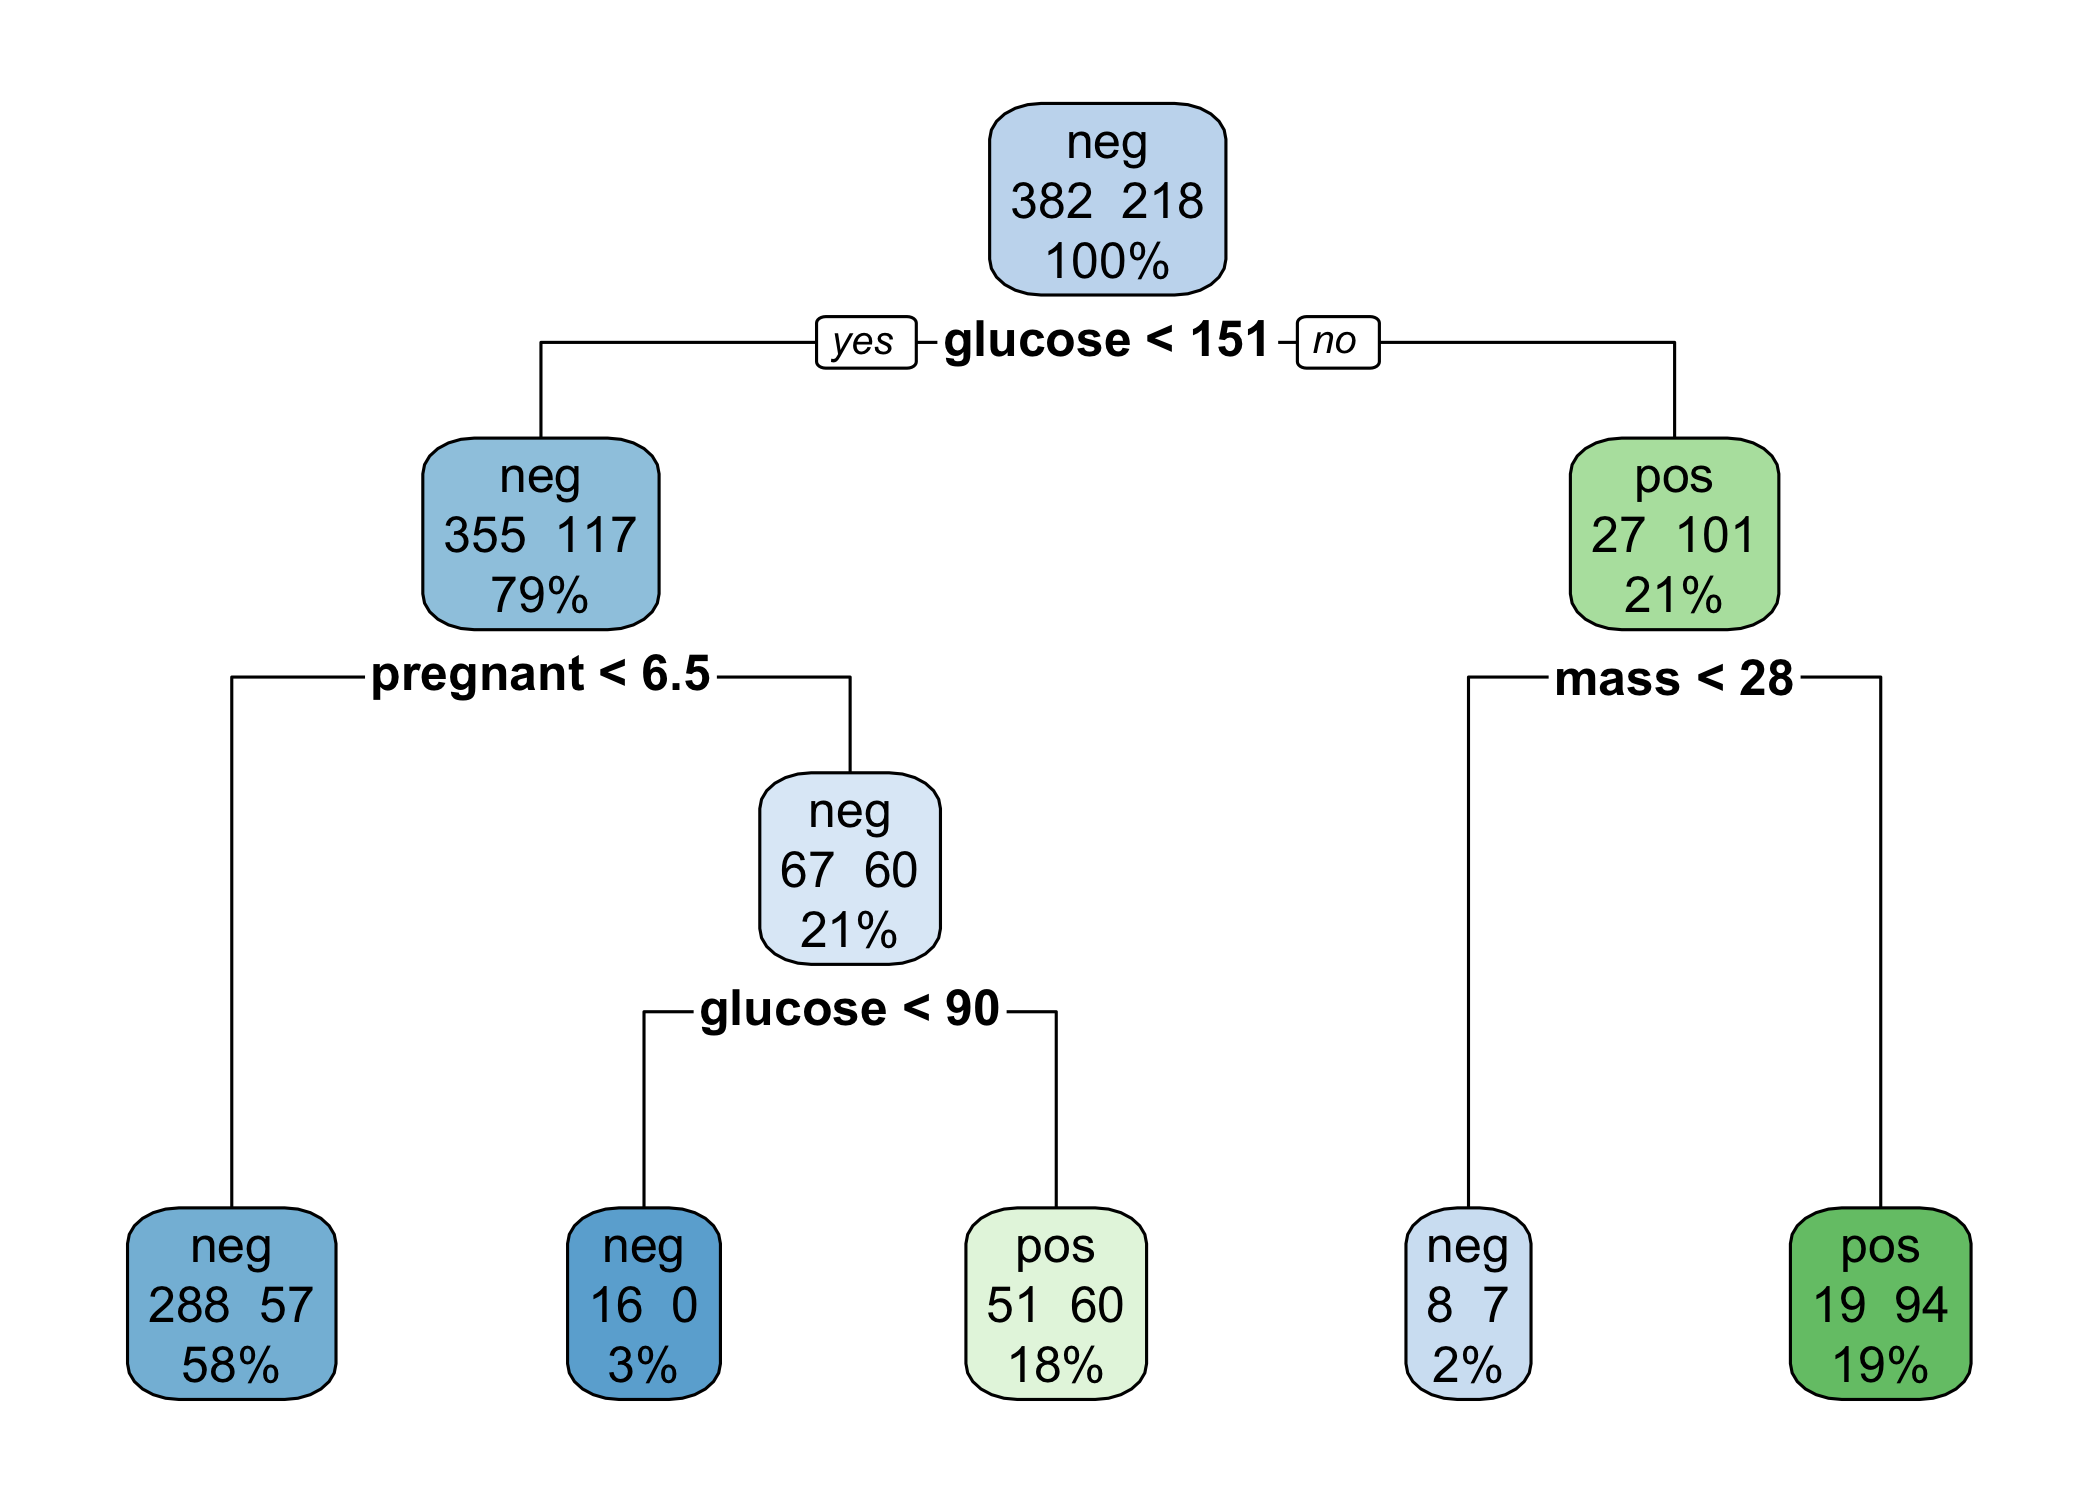 neg
382 218
100%
yes glucose < 151 no
neg
355 117
79%
pos
27 101
21%
pregnant < 6.5
mass < 28
neg
67 60
21%
glucose < 90
neg
288 57
58%
neg
16 0
3%
pos
51 60
18%
neg
8 7
2%
pos
19 94
19%